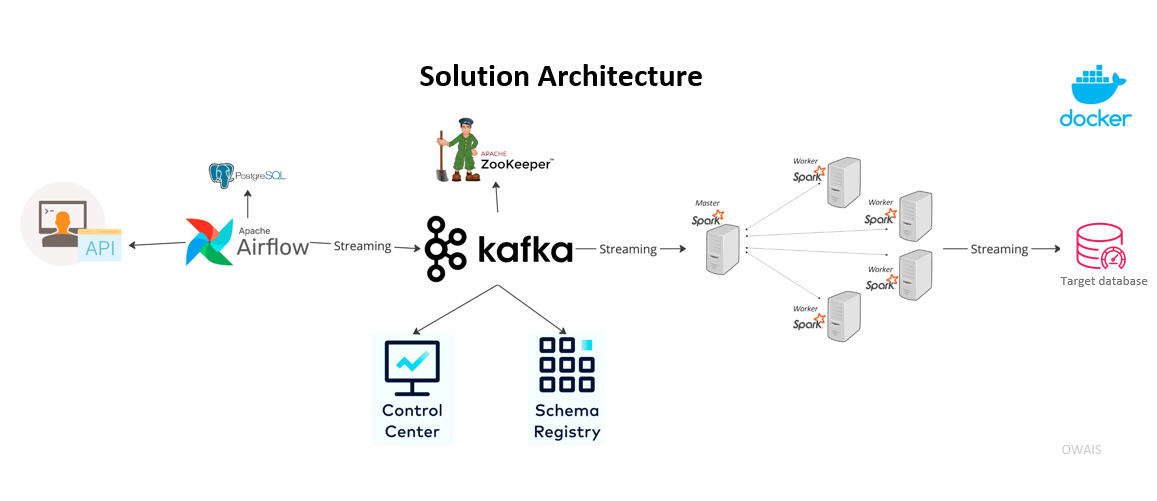 Solution Architecture
docker
APACHE
ZooKeeper™
PostgreSQL
>_
API
Apache
Airflow
Streaming
kafka
Streaming
Master
Spark
Worker
Spark
Worker
Spark
Worker
Spark
Worker
Spark
Streaming
Target database
Control
Center
Schema
Registry
OWAIS